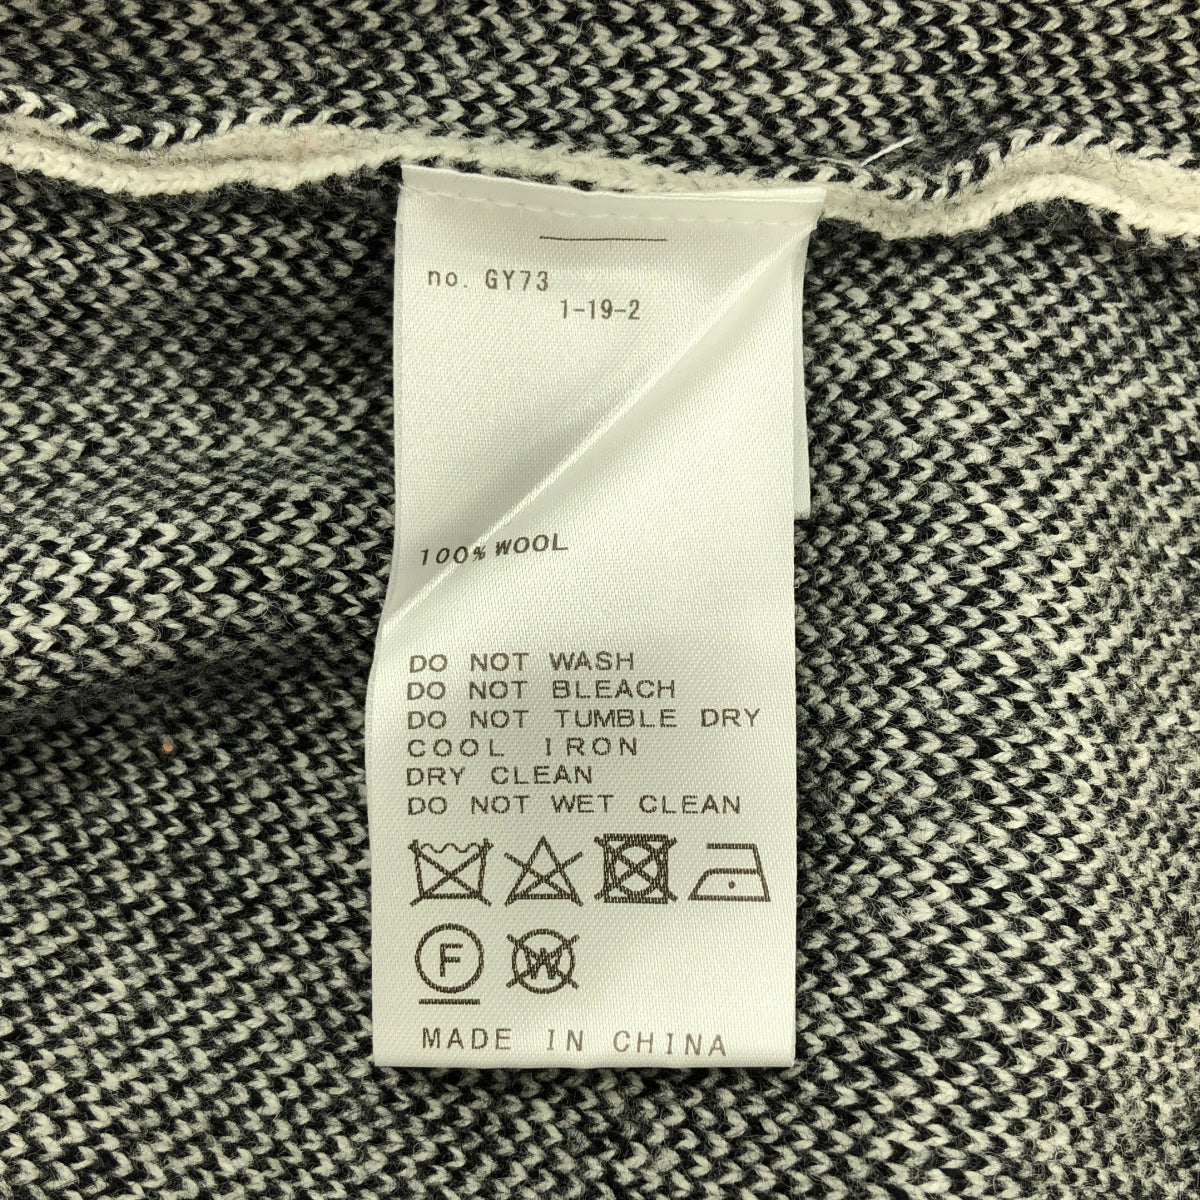 no. GY73
1-19-2
100% WOOL
DO NOT WASH
DO NOT BLEACH
DO NOT TUMBLE DRY
COOL IRON
DRY CLEAN
DO NOT WET CLEAN
F W
MADE IN CHINA